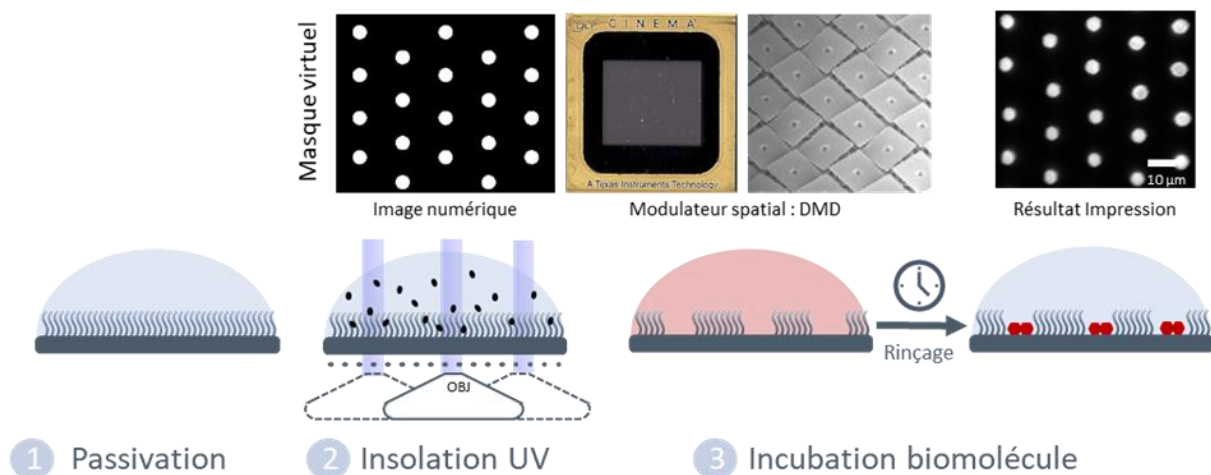 Masque virtuel
DLP CINEMA
A Texas Instruments Technology
10 µm
Image numérique
Modulateur spatial : DMD
Résultat Impression
OBJ
Rinçage
1 Passivation
2 Insolation UV
3 Incubation biomolécule